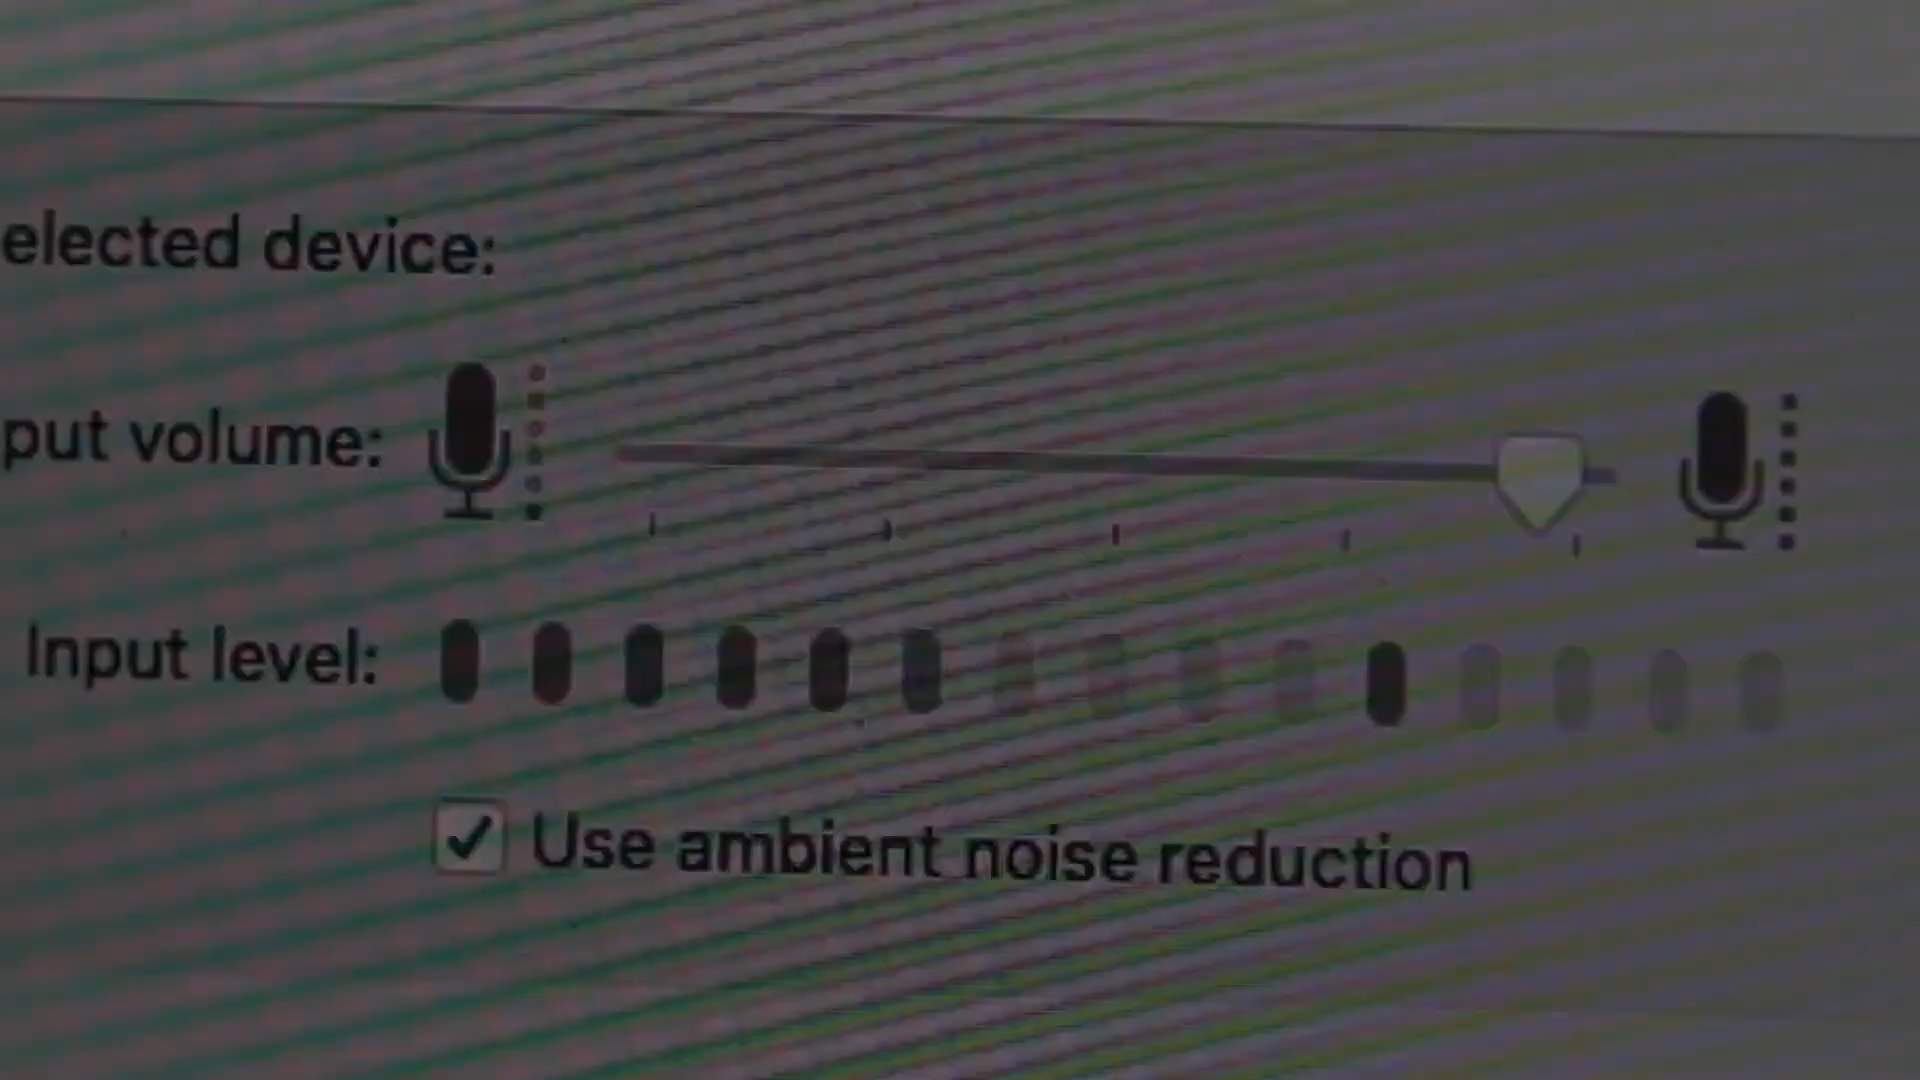 elected device:
put volume:
Input level:
Use ambient noise reduction